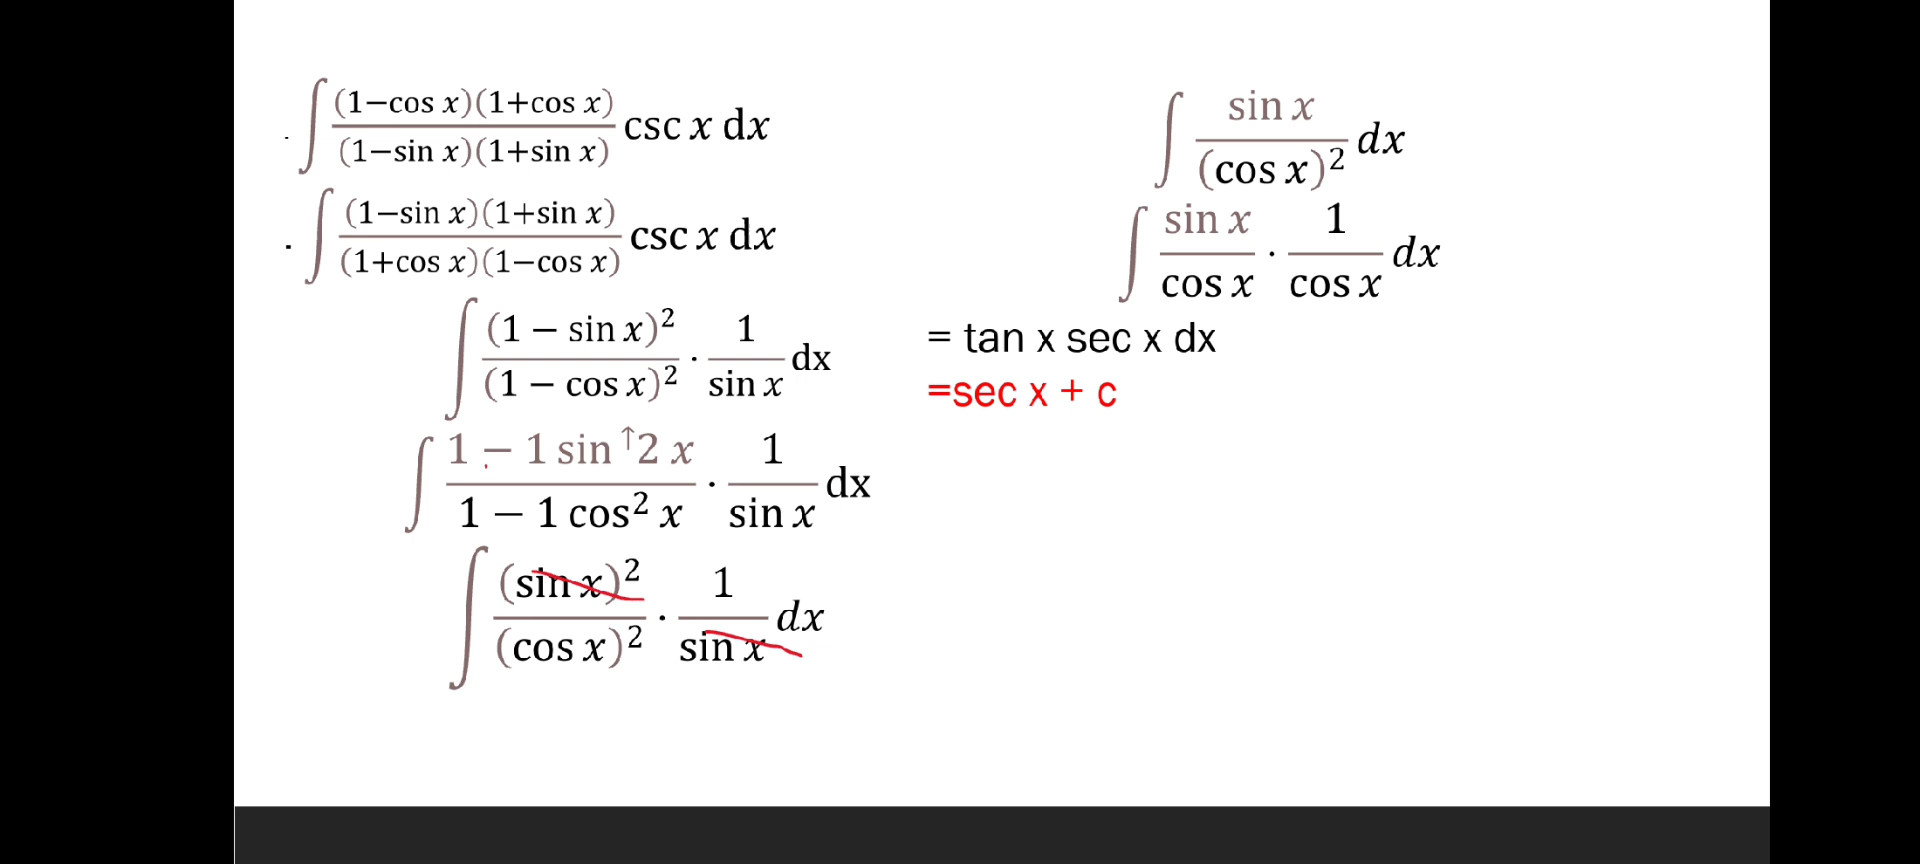 . ∫ (1−cos x)(1+cos x) / (1−sin x)(1+sin x) csc x dx
. ∫ (1−sin x)(1+sin x) / (1+cos x)(1−cos x) csc x dx
∫ (1 − sin x)² / (1 − cos x)² · 1 / sin x dx
∫ 1 − 1 sin ↑2 x / 1 − 1 cos² x · 1 / sin x dx
∫ (sin x)² / (cos x)² · 1 / sin x dx
∫ sin x / (cos x)² dx
∫ sin x / cos x · 1 / cos x dx
= tan x sec x dx
=sec x + c